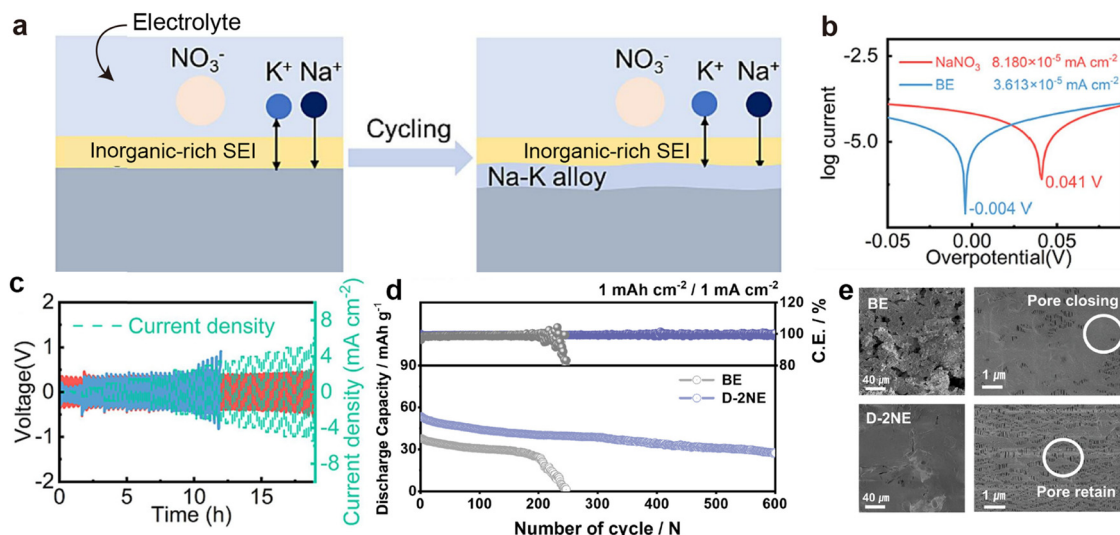 a
Electrolyte
NO₃⁻
K⁺
Na⁺
Inorganic-rich SEI
Cycling
NO₃⁻
K⁺
Na⁺
Inorganic-rich SEI
Na-K alloy
b
-2.5
-5.0
log current
NaNO₃ 8.180×10⁻⁵ mA cm⁻²
BE 3.613×10⁻⁵ mA cm⁻²
0.041 V
-0.004 V
-0.05 0.00 0.05
Overpotential(V)
c
2
1
0
-1
-2
Voltage(V)
Current density
8
4
0
-4
-8
Current density (mA cm⁻²)
0 5 10 15
Time (h)
d
1 mAh cm⁻² / 1 mA cm⁻²
120
100
80
C.E. / %
90
60
30
0
Discharge Capacity / mAh g⁻¹
BE
D-2NE
0 100 200 300 400 500 600
Number of cycle / N
e
BE
40 μm
Pore closing
1 μm
D-2NE
40 μm
Pore retain
1 μm